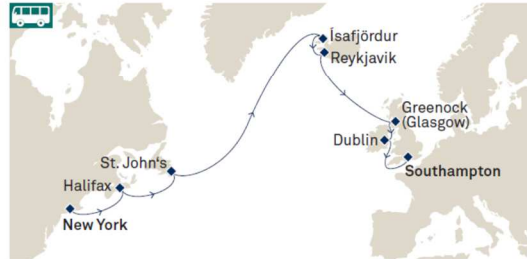 Ísafjördur
Reykjavik
Greenock
(Glasgow)
Dublin
St. John's
Southampton
Halifax
New York